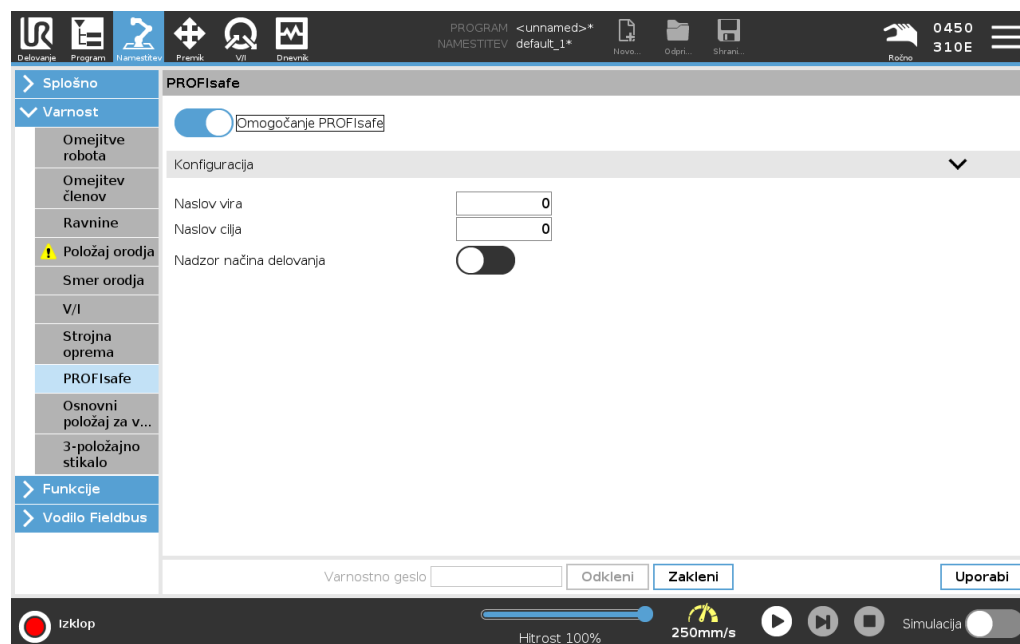 UR
PROGRAM <unnamed>*
NAMESTITEV default_1*
Delovanje Program Namestitev Premik V/I Dnevnik
Novo... Odpri... Shrani...
Ročno
0450
310E
Splošno
Varnost
Omejitve
robota
Omejitev
členov
Ravnine
Položaj orodja
Smer orodja
V/I
Strojna
oprema
PROFIsafe
Osnovni
položaj za v...
3-položajno
stikalo
Funkcije
Vodilo Fieldbus
PROFIsafe
Omogočanje PROFIsafe
Konfiguracija
Naslov vira 0
Naslov cilja 0
Nadzor načina delovanja
Varnostno geslo Odkleni Zakleni Uporabi
Izklop
Hitrost 100%
250mm/s
Simulacija